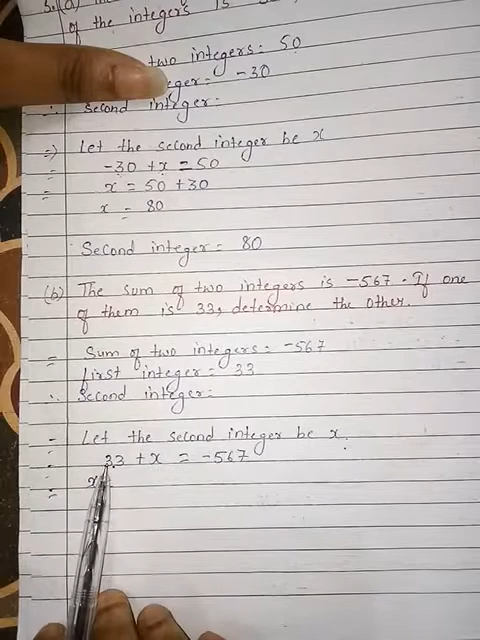 of the integers is
two integers = 50
eger = -30
∴ Second integer =
=> Let the second integer be x
= -30 + x = 50
= x = 50 + 30
x = 80
Second integer = 80
(b) The sum of two integers is -567. If one
of them is 33, determine the other.
= Sum of two integers = -567
first integer = 33
∴ Second integer =
- Let the second integer be x.
33 + x = -567
x